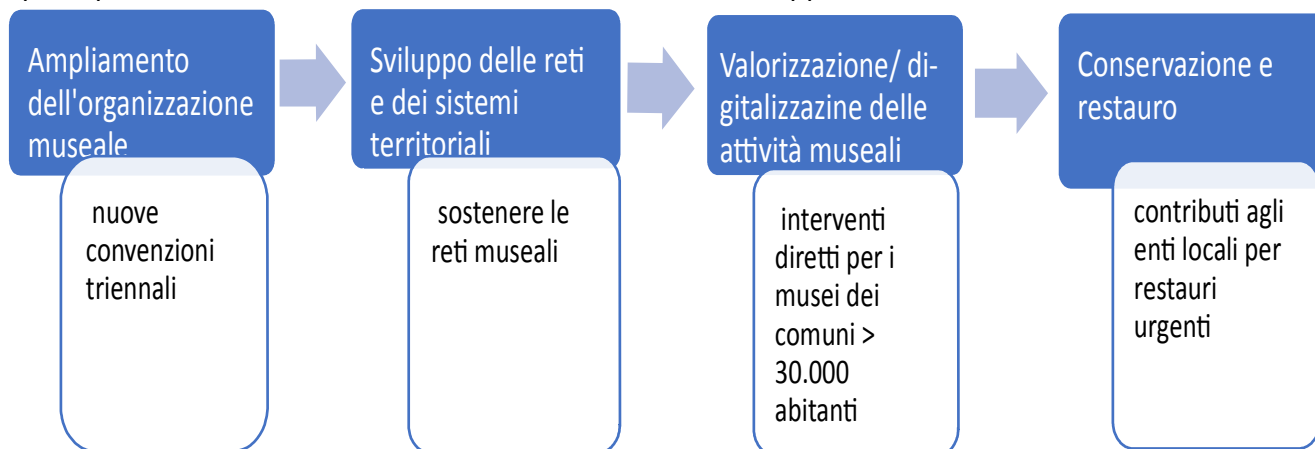 Ampliamento
dell'organizzazione
museale
nuove
convenzioni
triennali
Sviluppo delle reti
e dei sistemi
territoriali
sostenere le
reti museali
Valorizzazione/ di-
gitalizzazine delle
attività museali
interventi
diretti per i
musei dei
comuni >
30.000
abitanti
Conservazione e
restauro
contributi agli
enti locali per
restauri
urgenti